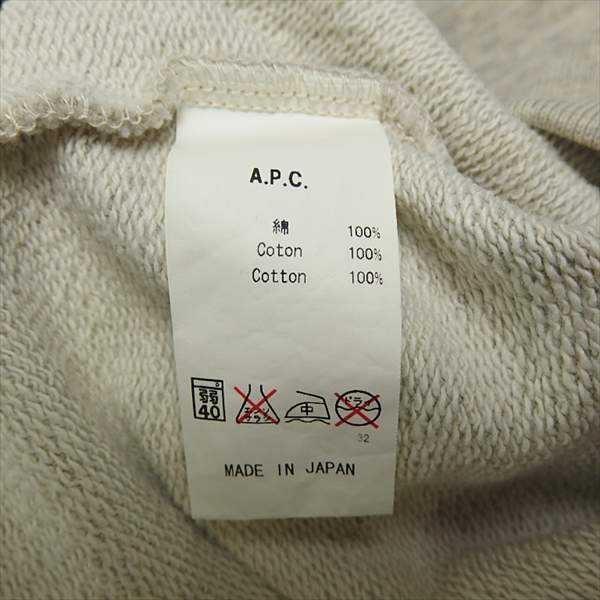 A.P.C.
綿 100%
Coton 100%
Cotton 100%
弱
40
中
32
MADE IN JAPAN